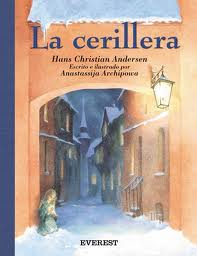 La cerillera
Hans Christian Andersen
Escrito e ilustrado por
Anastassija Archipowa
EVEREST